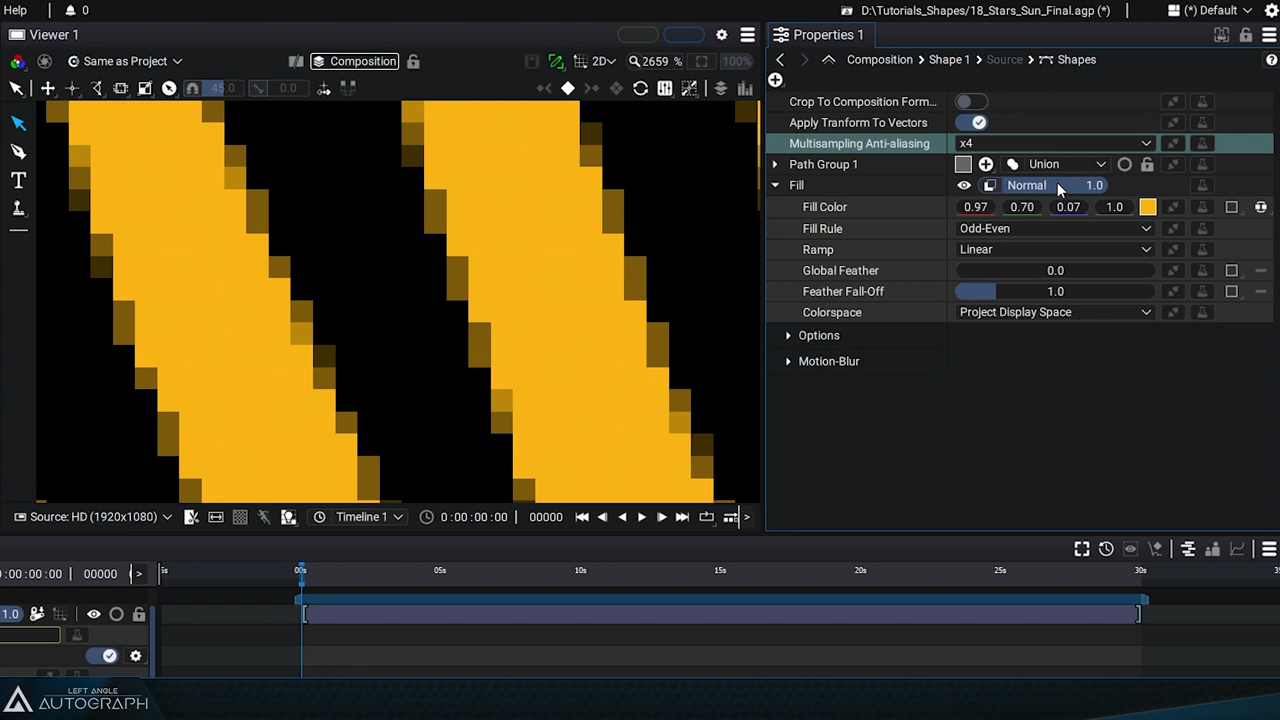 Help 0 D:\Tutorials_Shapes/18_Stars_Sun_Final.agp (*) (*) Default
Viewer 1
Properties 1
Same as Project Composition 2D 2659 % 100%
Composition Shape 1 Source Shapes
45.0 0.0
Crop To Composition Form...
Apply Tranform To Vectors
Multisampling Anti-aliasing x4
Path Group 1 Union
Fill Normal 1.0
Fill Color 0.97 0.70 0.07 1.0
Fill Rule Odd-Even
Ramp Linear
Global Feather 0.0
Feather Fall-Off 1.0
Colorspace Project Display Space
Options
Motion-Blur
Source: HD (1920x1080) Timeline 1 0:00:00:00 00000 >
0:00:00:00 00000 > 5s 00s 05s 10s 15s 20s 25s 30s 35
1.0
LEFT ANGLE
AUTOGRAPH